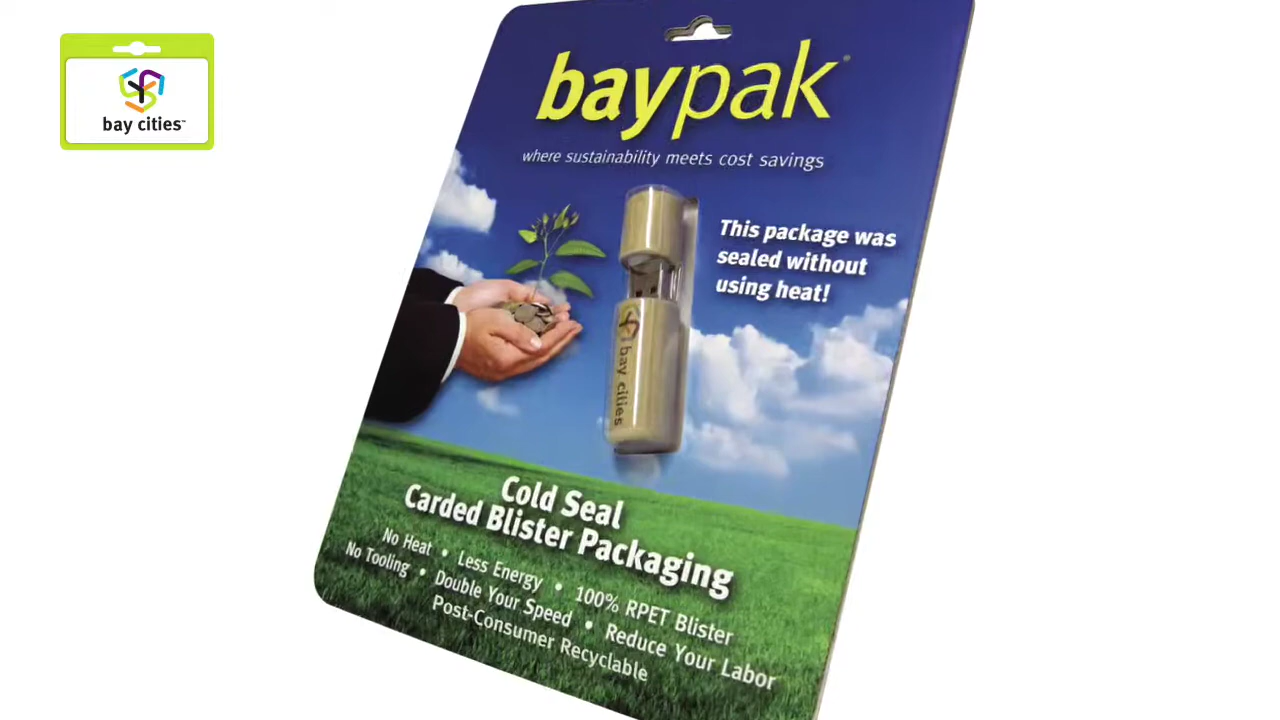 bay cities™
baypak®
where sustainability meets cost savings
This package was
sealed without
using heat!
bay cities
Cold Seal
Carded Blister Packaging
No Heat • Less Energy • 100% RPET Blister
No Tooling • Double Your Speed • Reduce Your Labor
Post-Consumer Recyclable